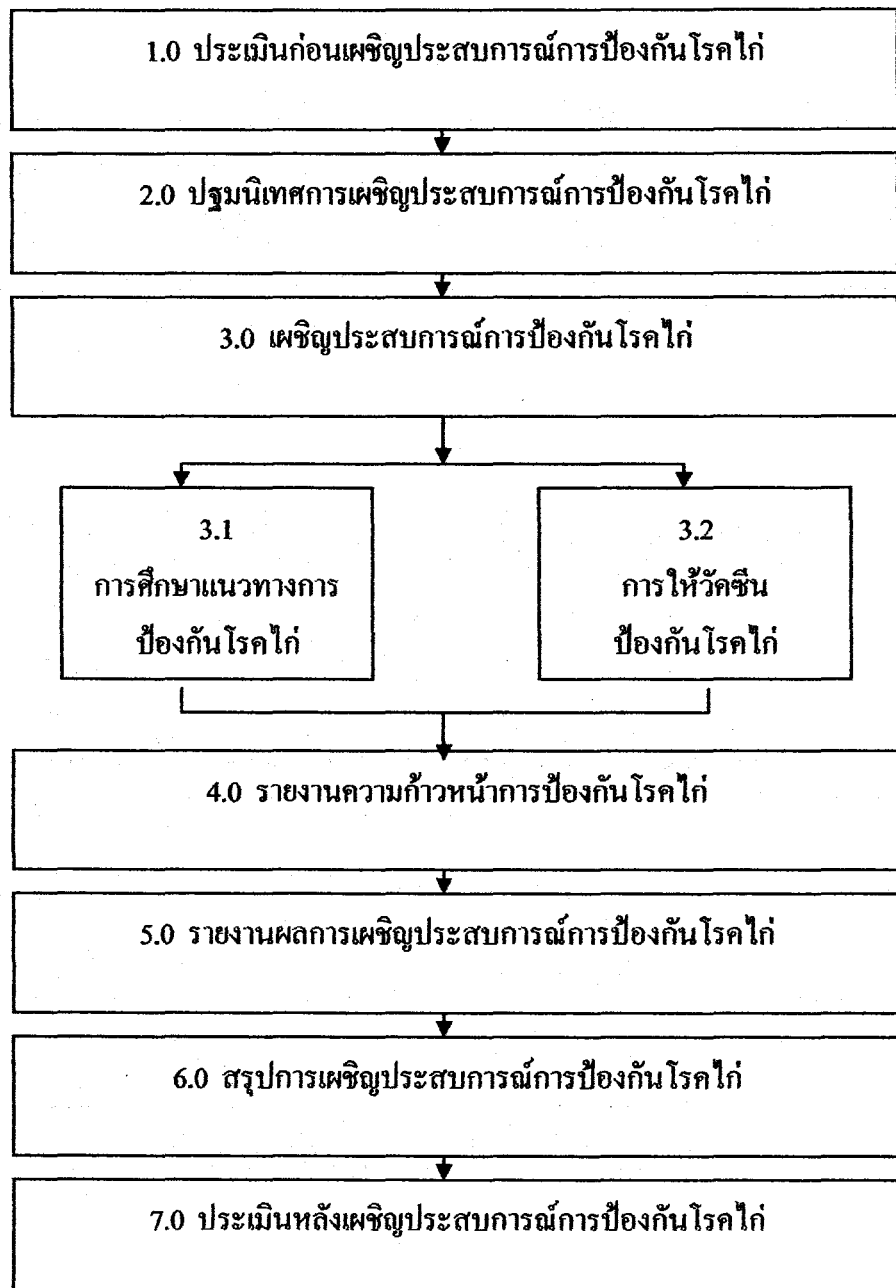 1.0 ประเมินก่อนเผชิญประสบการณ์การป้องกันโรคไก่
2.0 ปฐมนิเทศการเผชิญประสบการณ์การป้องกันโรคไก่
3.0 เผชิญประสบการณ์การป้องกันโรคไก่
3.1
การศึกษาแนวทางการ
ป้องกันโรคไก่
3.2
การให้วัคซีน
ป้องกันโรคไก่
4.0 รายงานความก้าวหน้าการป้องกันโรคไก่
5.0 รายงานผลการเผชิญประสบการณ์การป้องกันโรคไก่
6.0 สรุปการเผชิญประสบการณ์การป้องกันโรคไก่
7.0 ประเมินหลังเผชิญประสบการณ์การป้องกันโรคไก่